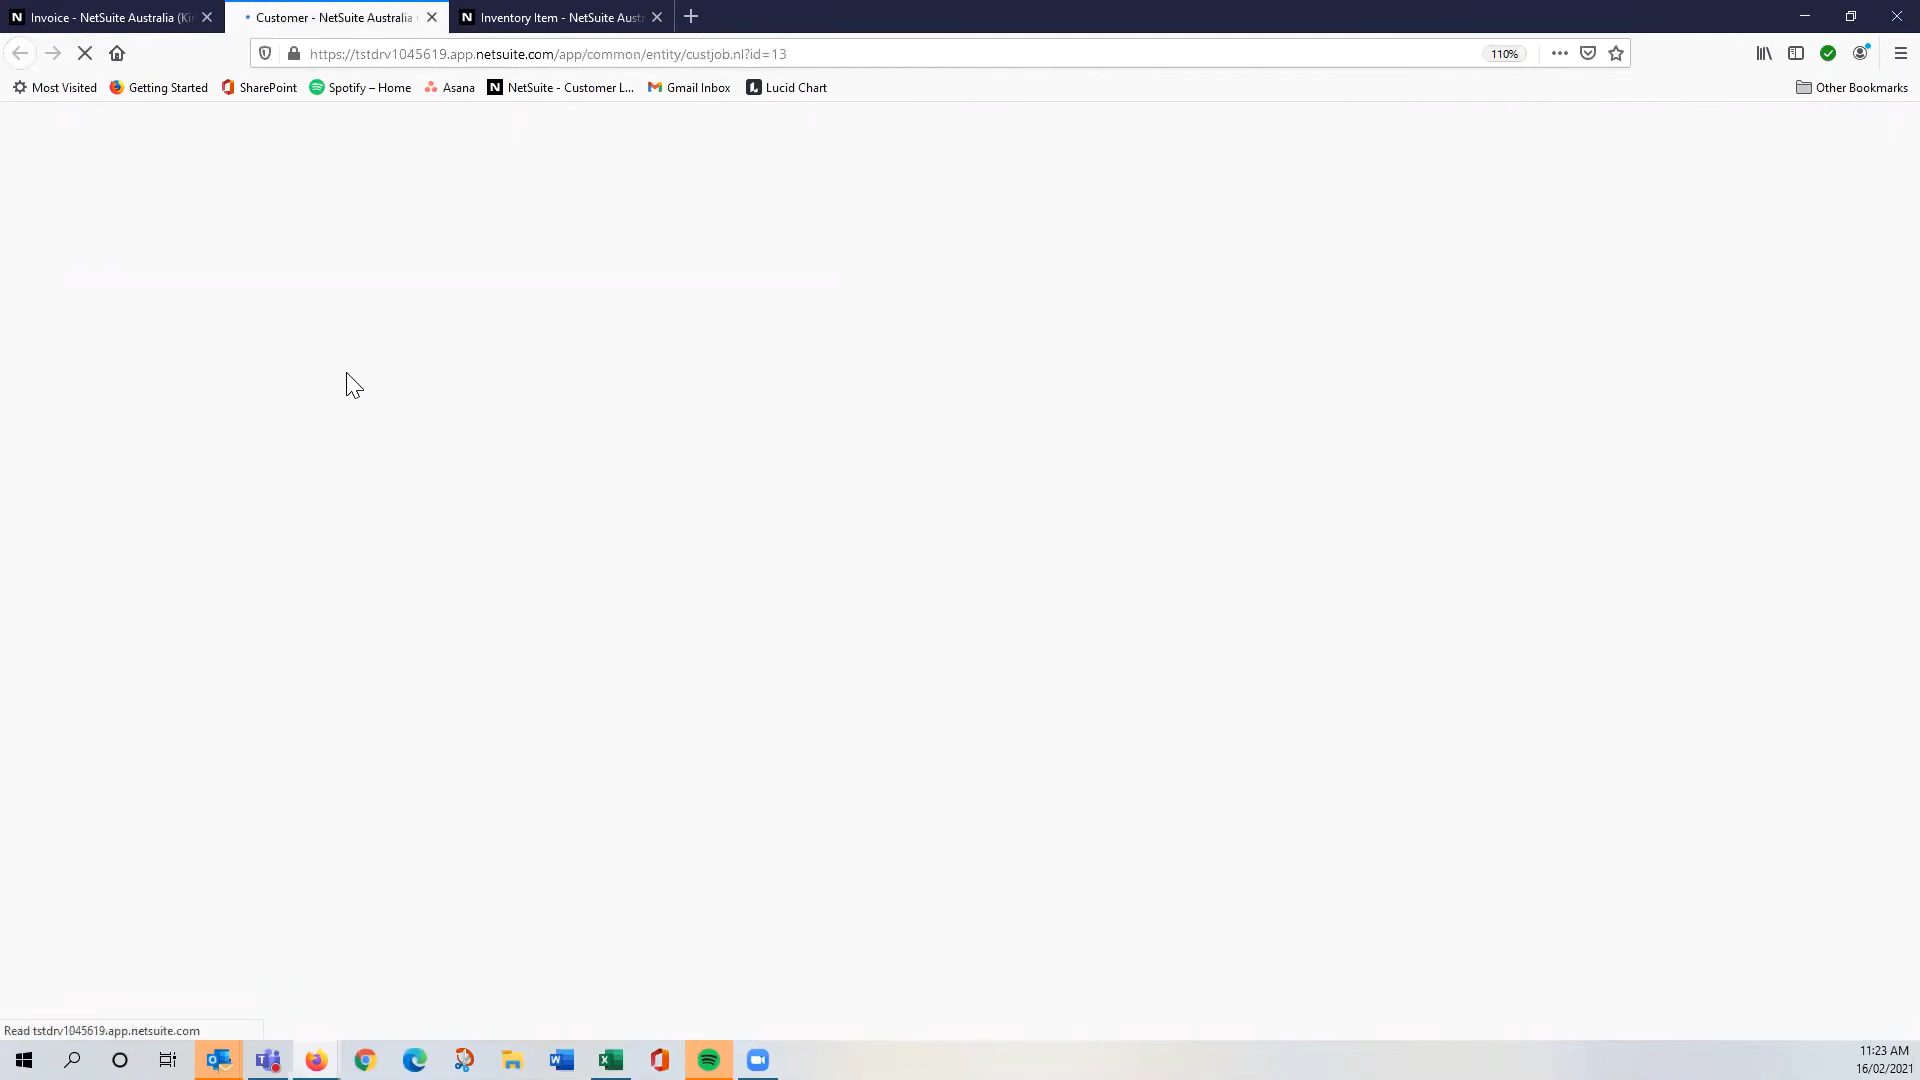 Invoice - NetSuite Australia (Ki
Customer - NetSuite Australia
Inventory Item - NetSuite Aust
https://tstdrv1045619.app.netsuite.com/app/common/entity/custjob.nl?id=13
110%
Most Visited
Getting Started
SharePoint
Spotify – Home
Asana
NetSuite - Customer L...
Gmail Inbox
Lucid Chart
Other Bookmarks
Read tstdrv1045619.app.netsuite.com
11:23 AM
16/02/2021